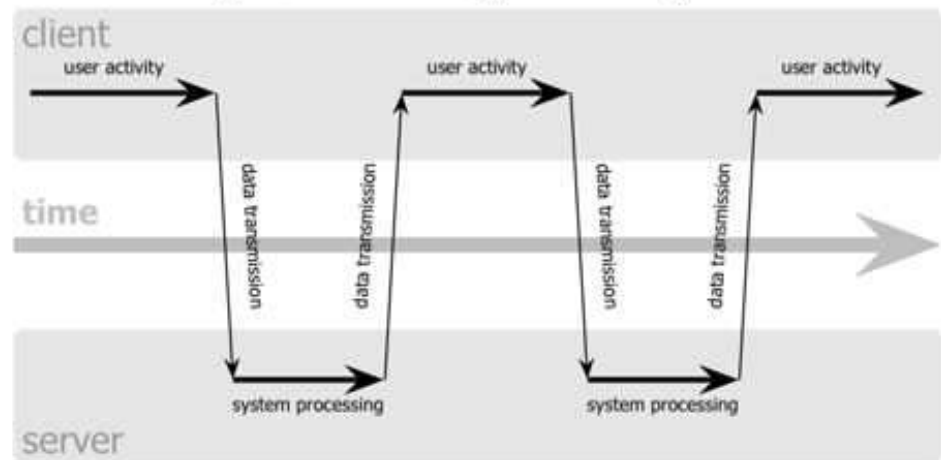 client
user activity
user activity
user activity
data transmission
data transmission
data transmission
data transmission
time
system processing
system processing
server